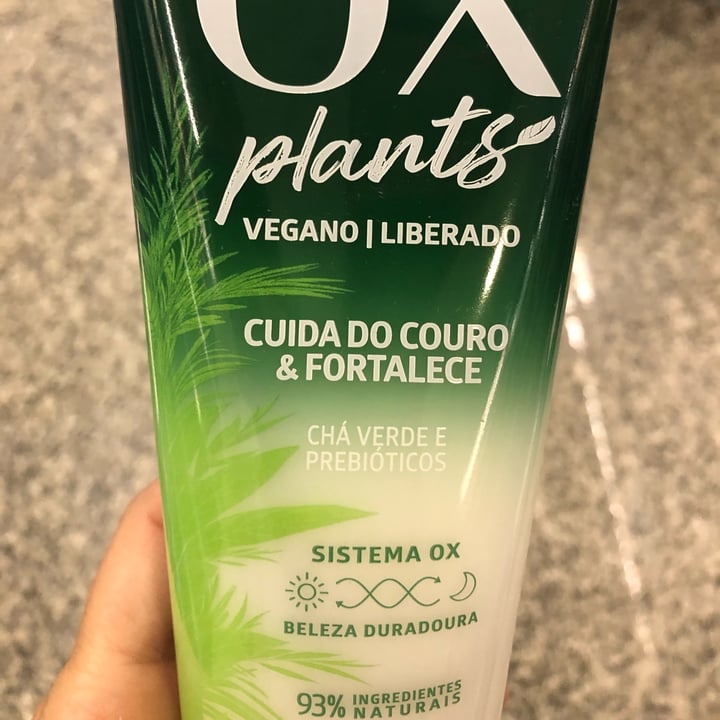 OX
plants
VEGANO | LIBERADO
CUIDA DO COURO
& FORTALECE
CHÁ VERDE E
PREBIÓTICOS
SISTEMA OX
BELEZA DURADOURA
93% INGREDIENTES
NATURAIS